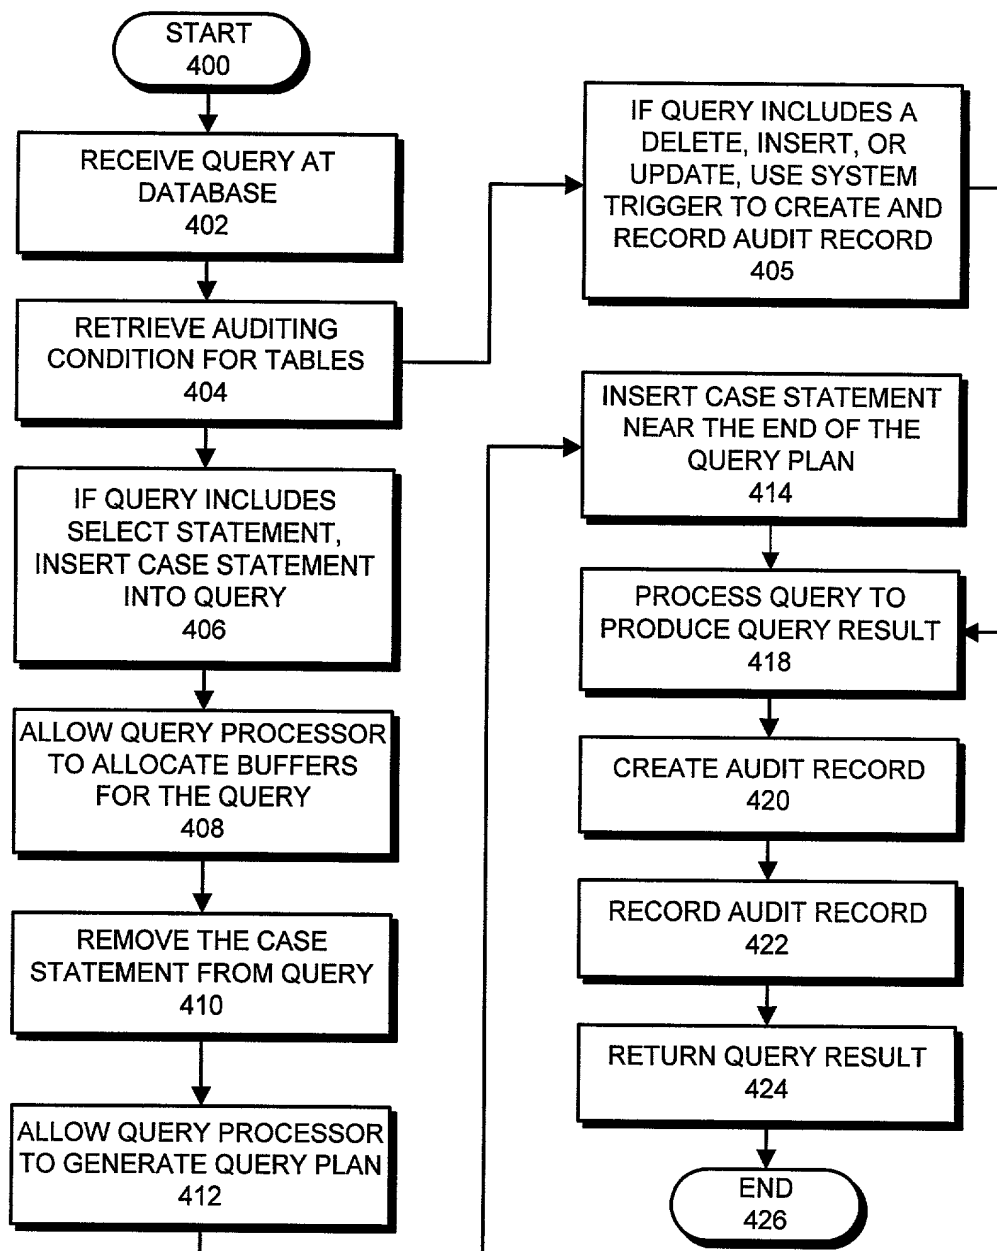 START
400
RECEIVE QUERY AT
DATABASE
402
RETRIEVE AUDITING
CONDITION FOR TABLES
404
IF QUERY INCLUDES
SELECT STATEMENT,
INSERT CASE STATEMENT
INTO QUERY
406
ALLOW QUERY PROCESSOR
TO ALLOCATE BUFFERS
FOR THE QUERY
408
REMOVE THE CASE
STATEMENT FROM QUERY
410
ALLOW QUERY PROCESSOR
TO GENERATE QUERY PLAN
412
IF QUERY INCLUDES A
DELETE, INSERT, OR
UPDATE, USE SYSTEM
TRIGGER TO CREATE AND
RECORD AUDIT RECORD
405
INSERT CASE STATEMENT
NEAR THE END OF THE
QUERY PLAN
414
PROCESS QUERY TO
PRODUCE QUERY RESULT
418
CREATE AUDIT RECORD
420
RECORD AUDIT RECORD
422
RETURN QUERY RESULT
424
END
426